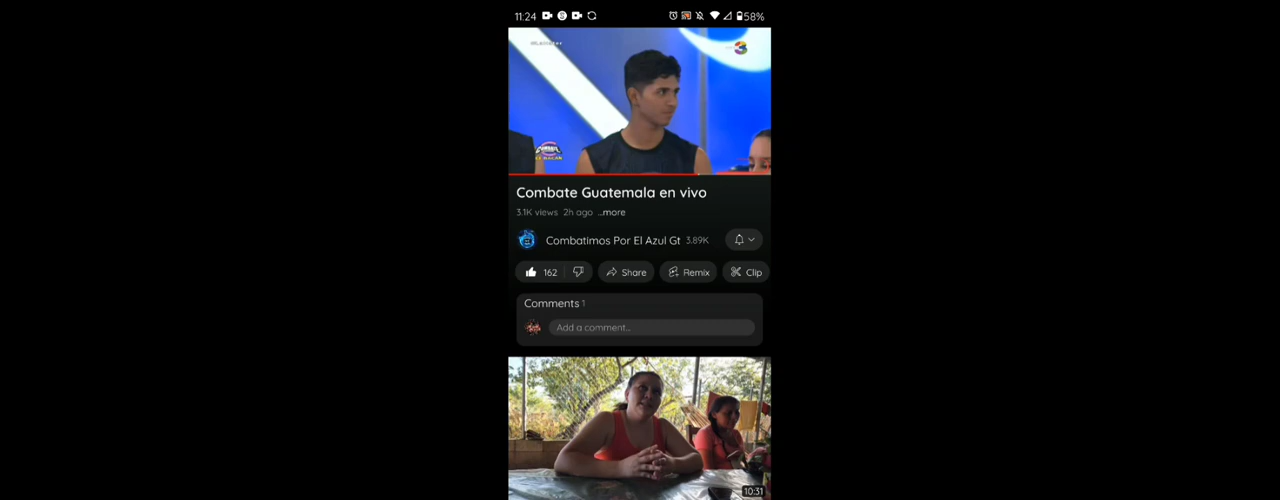 11:24
58%
3
Combate Guatemala en vivo
3.1K views 2h ago ...more
Combatimos Por El Azul Gt 3.89K
162 Share Remix Clip
Comments 1
Add a comment...
10:31